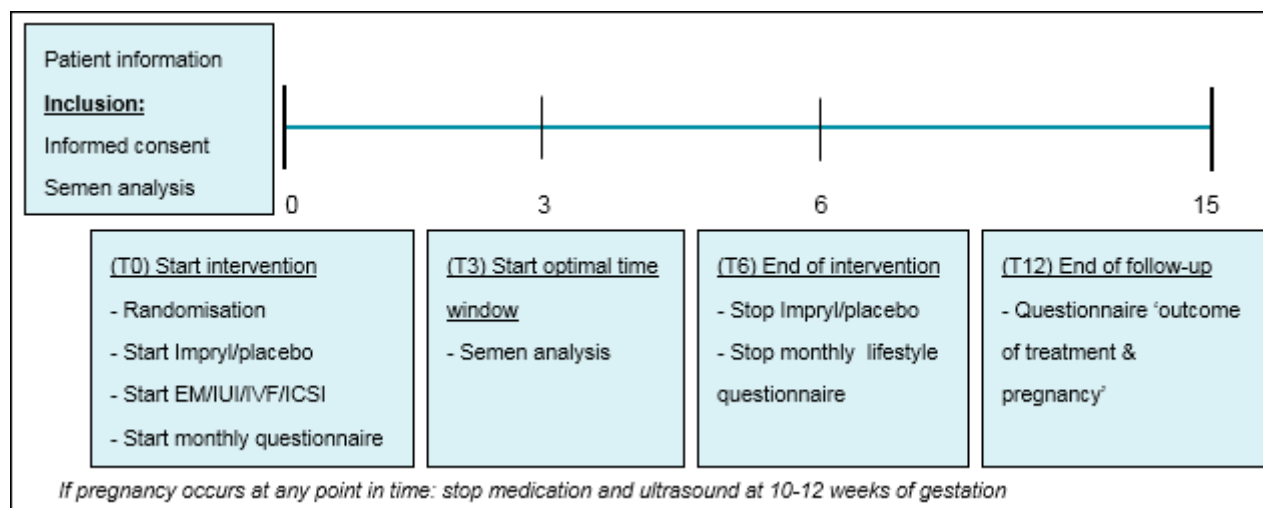 Patient information
Inclusion:
Informed consent
Semen analysis
0
3
6
15
(T0) Start intervention
- Randomisation
- Start Impryl/placebo
- Start EM/IUI/IVF/ICSI
- Start monthly questionnaire
(T3) Start optimal time
window
- Semen analysis
(T6) End of intervention
- Stop Impryl/placebo
- Stop monthly lifestyle
questionnaire
(T12) End of follow-up
- Questionnaire ‘outcome
of treatment &
pregnancy’
If pregnancy occurs at any point in time: stop medication and ultrasound at 10-12 weeks of gestation